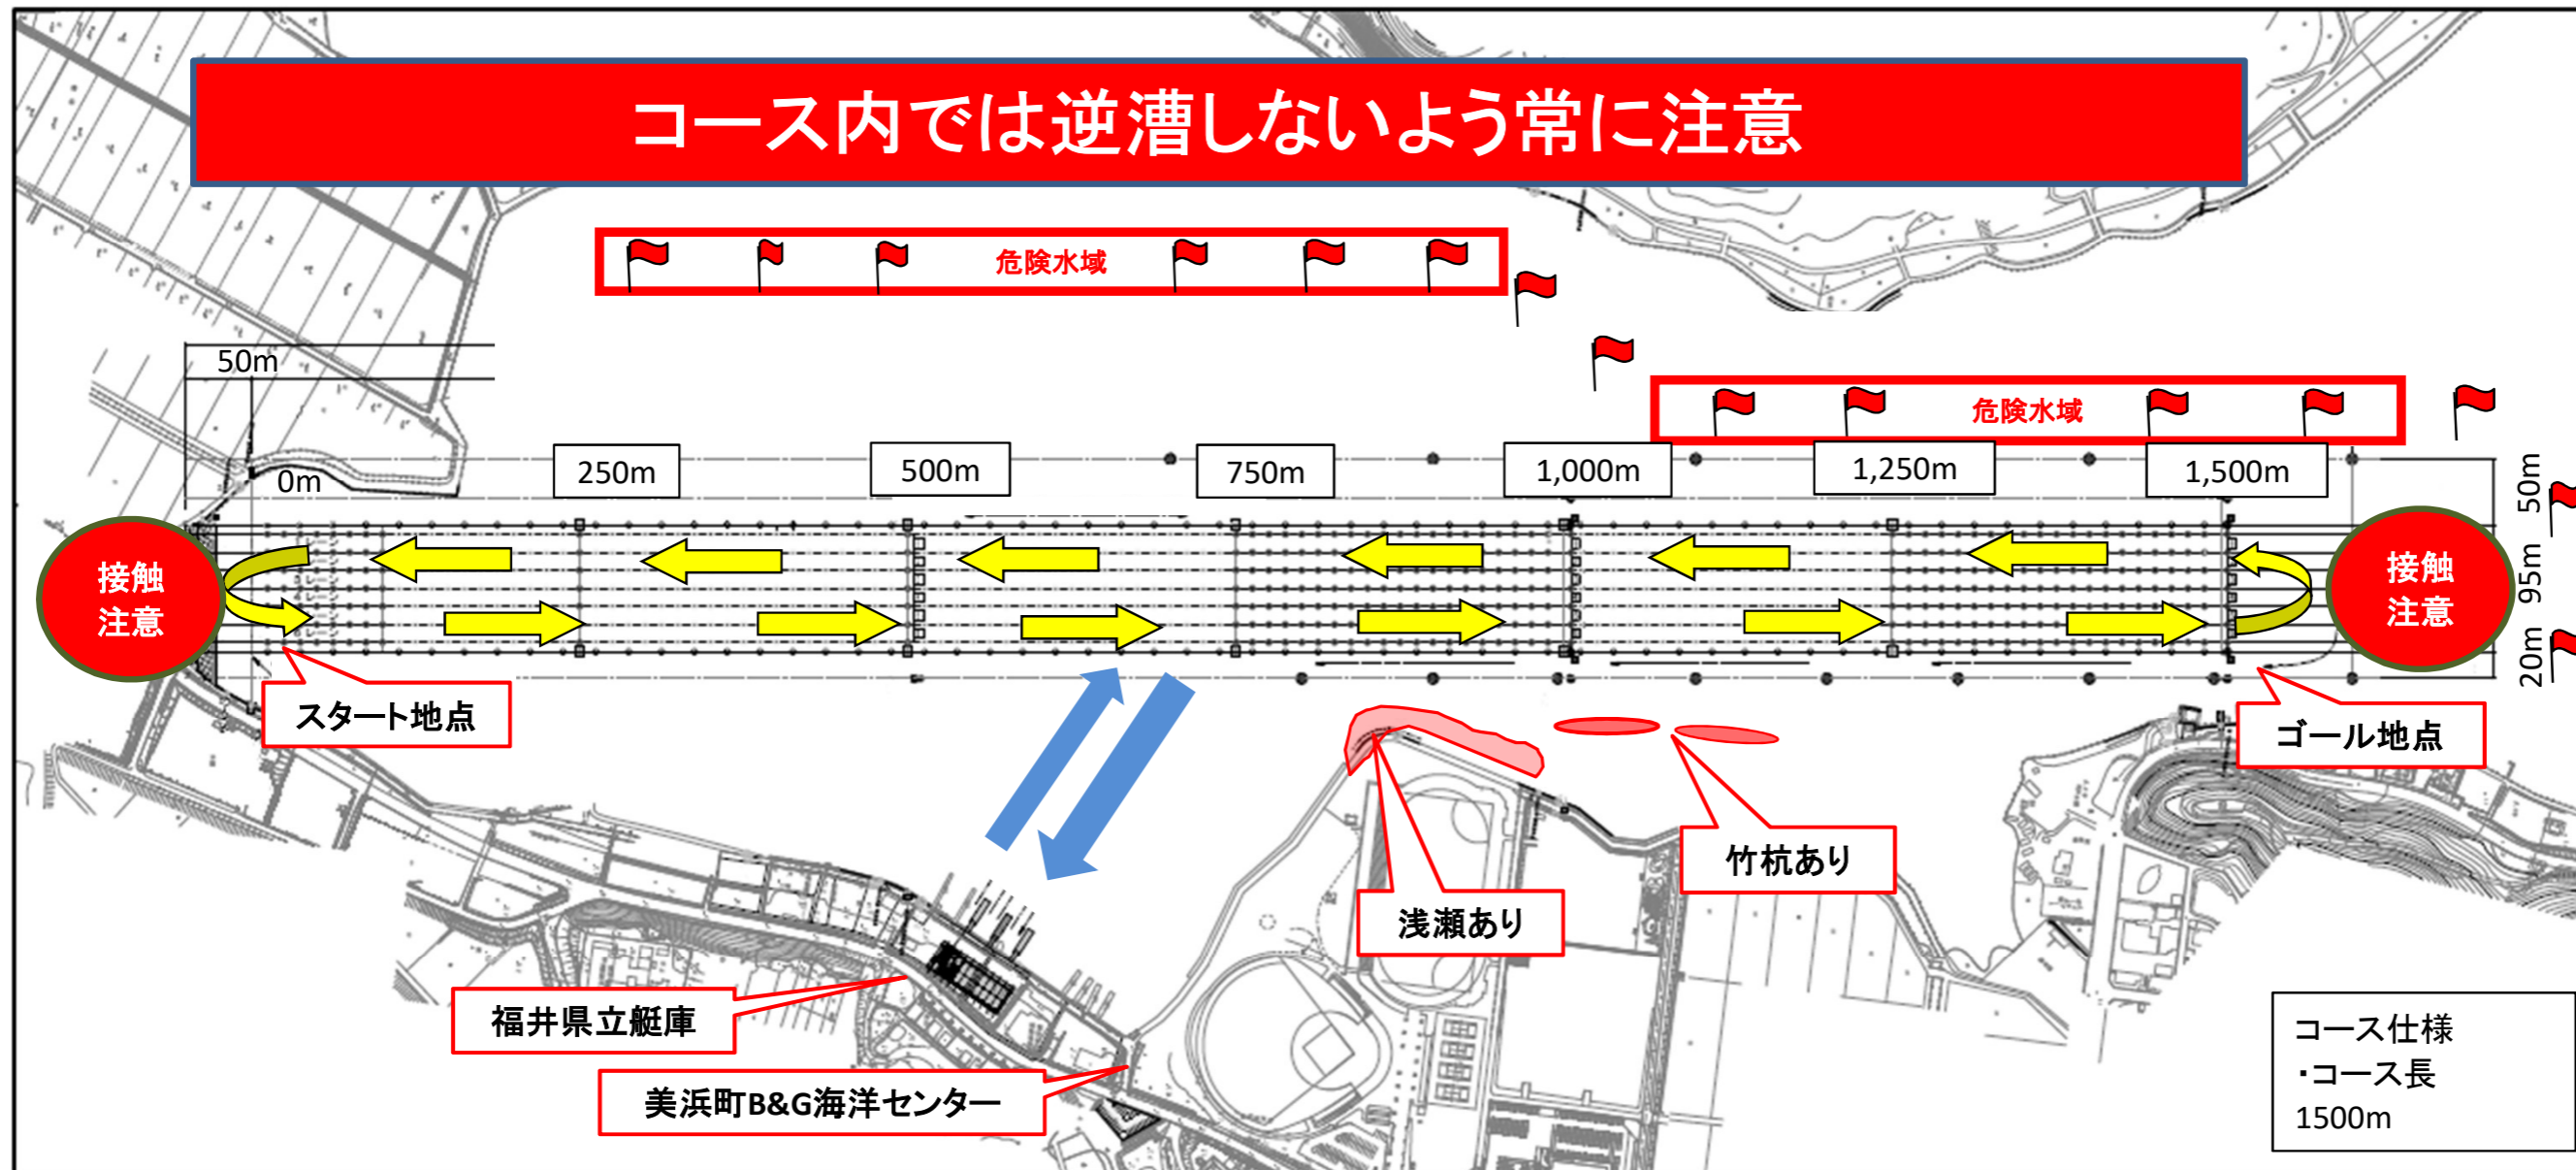 コース内では逆漕しないよう常に注意
危険水域
危険水域
50m
0m
250m
500m
750m
1,000m
1,250m
1,500m
50m
95m
20m
接触
注意
接触
注意
スタート地点
ゴール地点
竹杭あり
浅瀬あり
福井県立艇庫
美浜町B&G海洋センター
コース仕様
・コース長
1500m